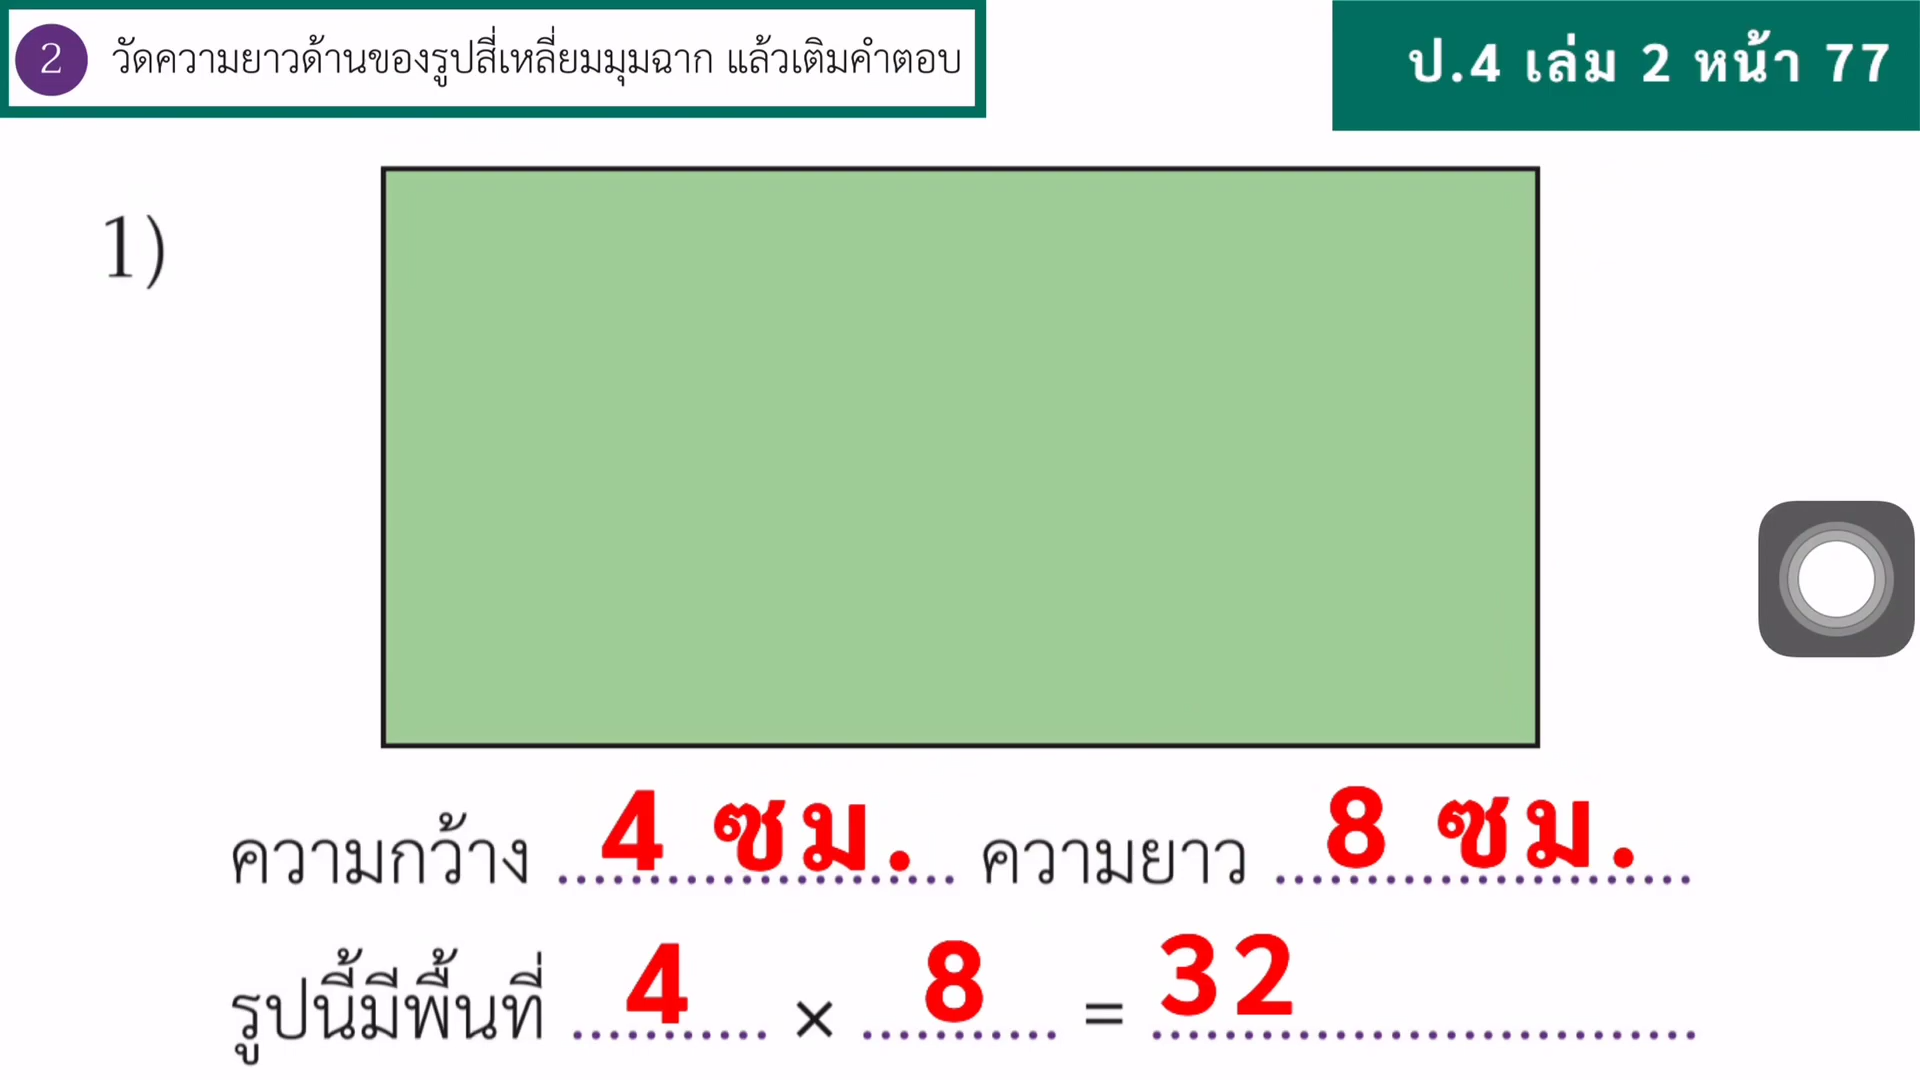 2 วัดความยาวด้านของรูปสี่เหลี่ยมมุมฉาก แล้วเติมคำตอบ
ป.4 เล่ม 2 หน้า 77
1)
ความกว้าง 4 ซม. ความยาว 8 ซม.
รูปนี้มีพื้นที่ 4 × 8 = 32